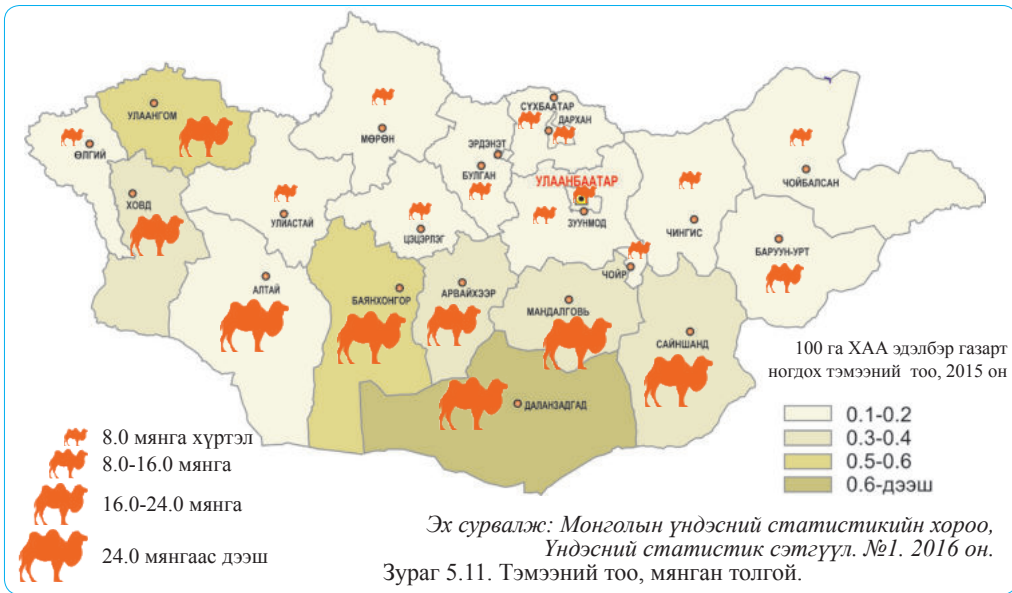 СҮХБААТАР
ДАРХАН
УЛААНГОМ
МӨРӨН
ЭРДЭНЭТ
ӨЛГИЙ
БУЛГАН
УЛААНБААТАР
ЧОЙБАЛСАН
ХОВД
УЛИАСТАЙ
ЗУУНМОД
ЧИНГИС
ЦЭЦЭРЛЭГ
БАРУУН-УРТ
ЧОЙР
АЛТАЙ
БАЯНХОНГОР
АРВАЙХЭЭР
МАНДАЛГОВЬ
САЙНШАНД
ДАЛАНЗАДГАД
100 га ХАА эдэлбэр газарт
ногдох тэмээний тоо, 2015 он
0.1-0.2
0.3-0.4
0.5-0.6
0.6-дээш
8.0 мянга хүртэл
8.0-16.0 мянга
16.0-24.0 мянга
24.0 мянгаас дээш
Эх сурвалж: Монголын үндэсний статистикийн хороо,
Үндэсний статистик сэтгүүл. №1. 2016 он.
Зураг 5.11. Тэмээний тоо, мянган толгой.